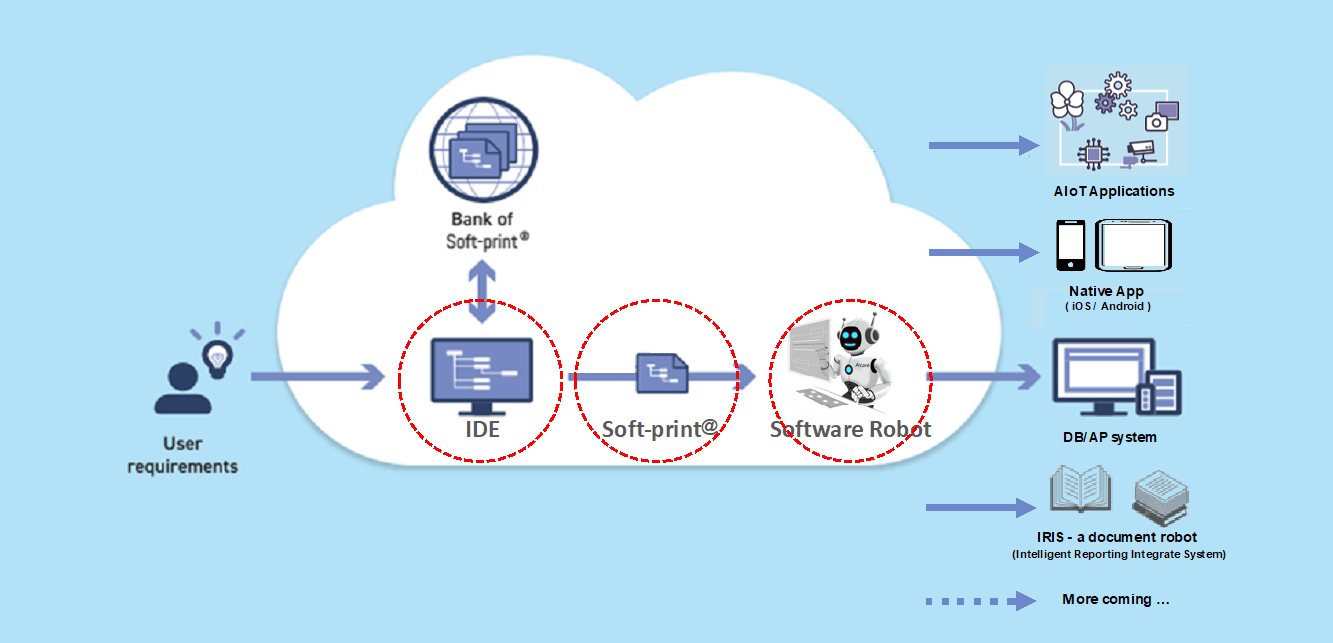 Bank of
Soft-print®
User
requirements
IDE
Soft-print@
Software Robot
AIoT Applications
Native App
( iOS / Android )
DB/AP system
IRIS - a document robot
(Intelligent Reporting Integrate System)
More coming …